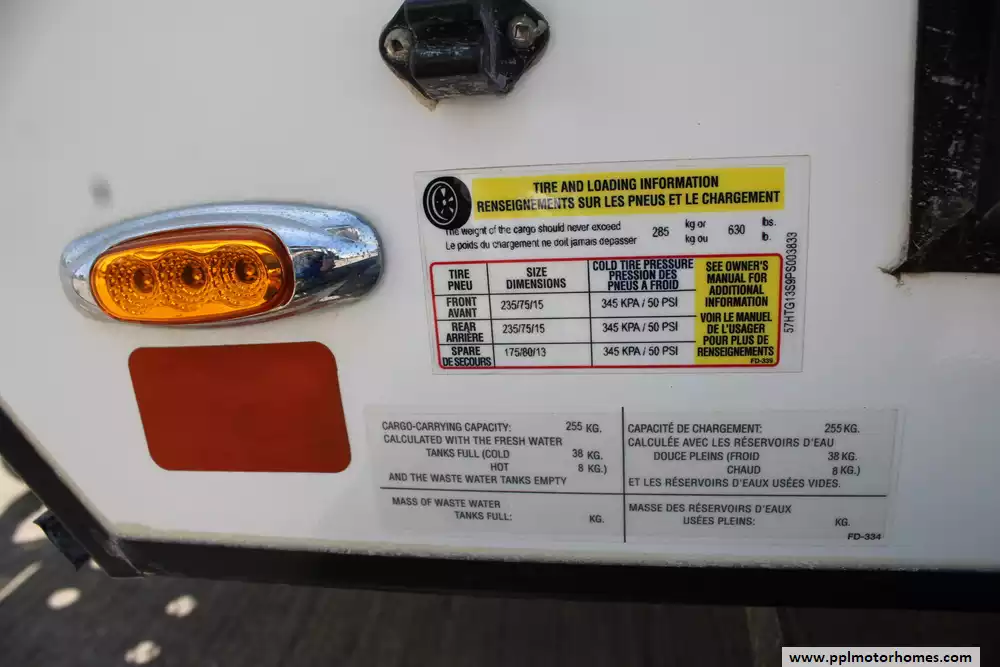 TIRE AND LOADING INFORMATION
RENSEIGNEMENTS SUR LES PNEUS ET LE CHARGEMENT
The weight of the cargo should never exceed 285 kg or 630 lbs.
Le poids du chargement ne doit jamais depasser kg ou lb.
TIRE PNEU SIZE DIMENSIONS COLD TIRE PRESSURE PRESSION DES PNEUS A FROID
FRONT AVANT 235/75/15 345 KPA / 50 PSI
REAR ARRIÈRE 235/75/15 345 KPA / 50 PSI
SPARE DE SECOURS 175/80/13 345 KPA / 50 PSI
SEE OWNER'S
MANUAL FOR
ADDITIONAL
INFORMATION
VOIR LE MANUEL
DE L'USAGER
POUR PLUS DE
RENSEIGNEMENTS
FD-335
57HTG13S9PS003833
CARGO-CARRYING CAPACITY: 255 KG.
CALCULATED WITH THE FRESH WATER
TANKS FULL (COLD 38 KG.
HOT 8 KG.)
AND THE WASTE WATER TANKS EMPTY
MASS OF WASTE WATER
TANKS FULL: KG.
CAPACITÉ DE CHARGEMENT: 255 KG.
CALCULÉE AVEC LES RÉSERVOIRS D'EAU
DOUCE PLEINS (FROID 38 KG.
CHAUD 8 KG.)
ET LES RÉSERVOIRS D'EAUX USÉES VIDES.
MASSE DES RÉSERVOIRS D'EAUX
USÉES PLEINS: KG.
FD-334
www.pplmotorhomes.com